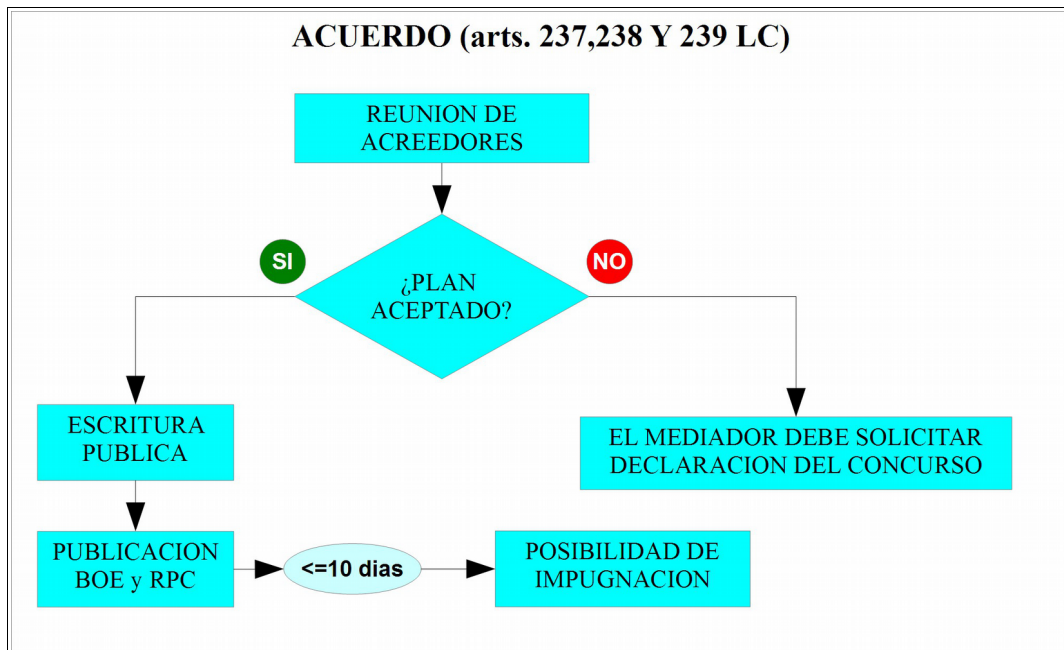 ACUERDO (arts. 237,238 Y 239 LC)
REUNION DE
ACREEDORES
SI
NO
¿PLAN
ACEPTADO?
ESCRITURA
PUBLICA
EL MEDIADOR DEBE SOLICITAR
DECLARACION DEL CONCURSO
PUBLICACION
BOE y RPC
<=10 dias
POSIBILIDAD DE
IMPUGNACION